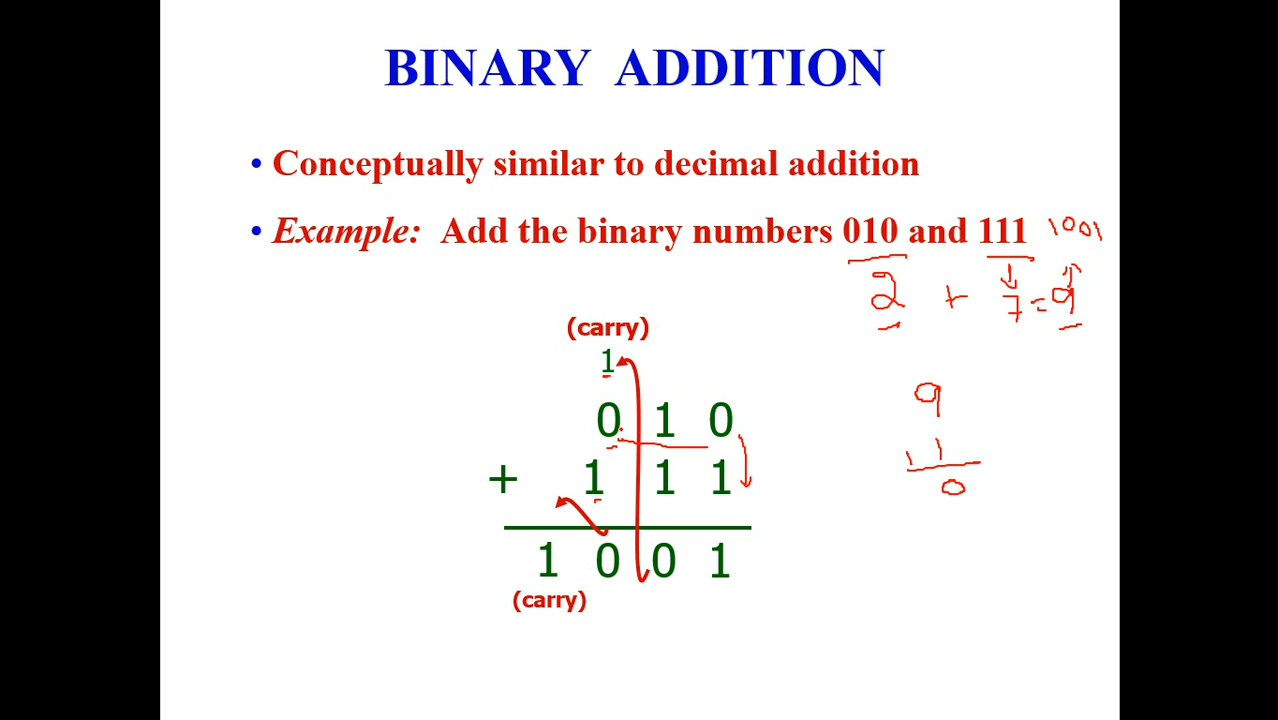 BINARY ADDITION
• Conceptually similar to decimal addition
• Example: Add the binary numbers 010 and 111 1001
2 + 7 = 9
(carry)
1
0 1 0
+ 1 1 1
1 0 0 1
(carry)
9
1 1
0